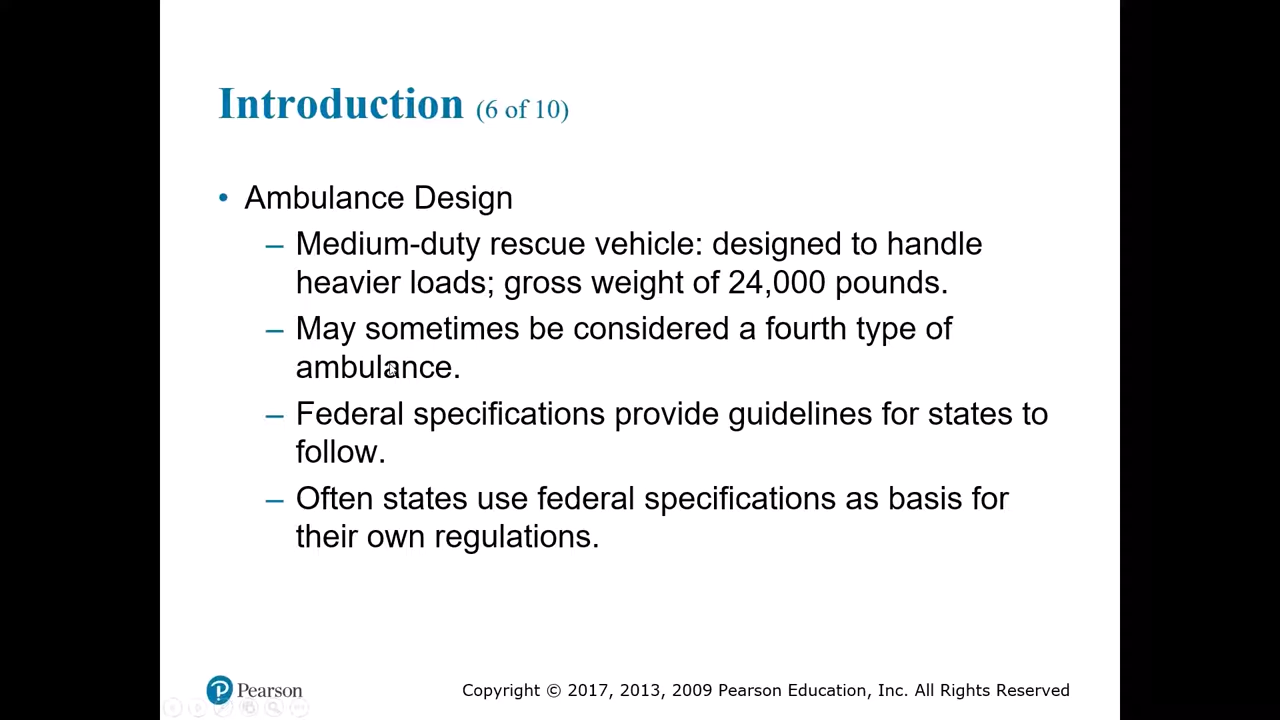 Introduction (6 of 10)
• Ambulance Design
– Medium-duty rescue vehicle: designed to handle
heavier loads; gross weight of 24,000 pounds.
– May sometimes be considered a fourth type of
ambulance.
– Federal specifications provide guidelines for states to
follow.
– Often states use federal specifications as basis for
their own regulations.
Pearson
Copyright © 2017, 2013, 2009 Pearson Education, Inc. All Rights Reserved